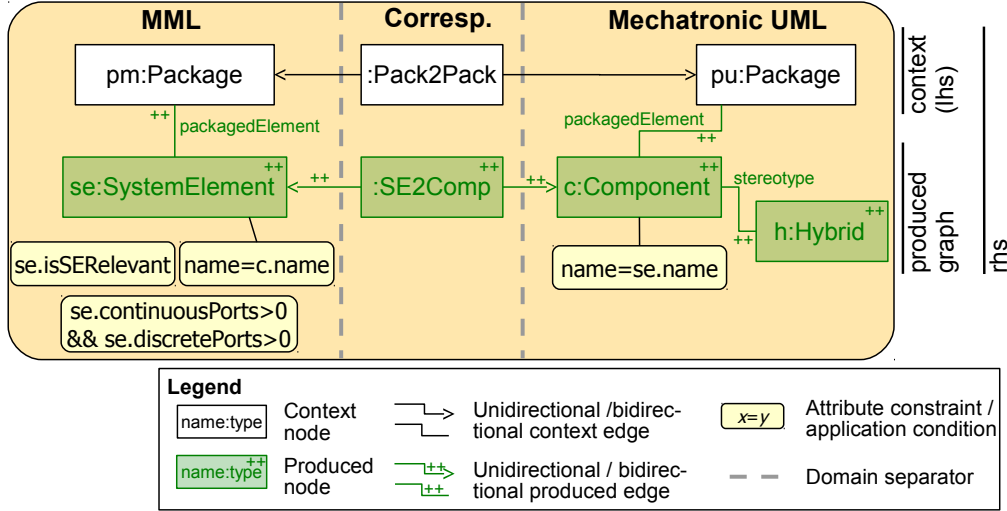 MML
Corresp.
Mechatronic UML
pm:Package
:Pack2Pack
pu:Package
context
(lhs)
++
packagedElement
packagedElement
++
se:SystemElement
++
++
:SE2Comp
++
++
c:Component
++
stereotype
++
h:Hybrid
++
produced
graph
rhs
se.isSERelevant
name=c.name
name=se.name
se.continuousPorts>0
&& se.discretePorts>0
Legend
name:type
Context
node
Unidirectional /bidirec-
tional context edge
x=y
Attribute constraint /
application condition
name:type
++
Produced
node
++
++
Unidirectional / bidirec-
tional produced edge
Domain separator